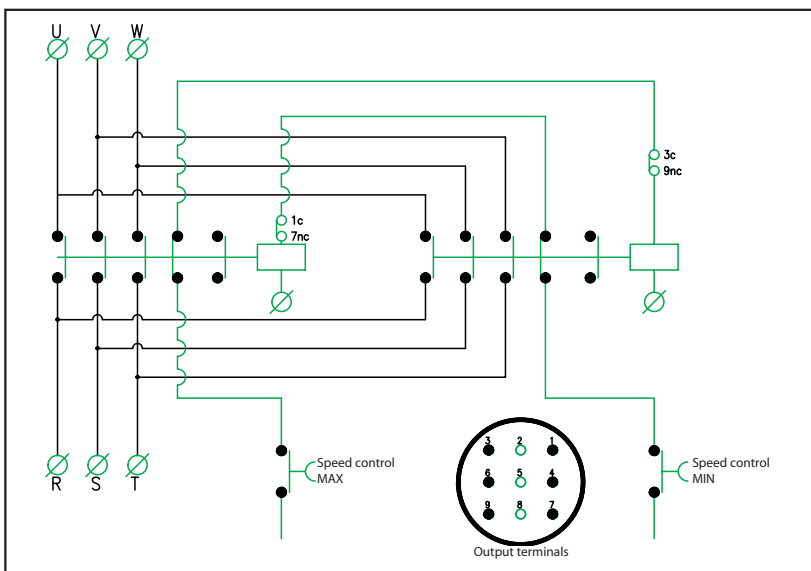 U V W
3c
9nc
1c
7nc
R S T
Speed control
MAX
3 2 1
6 5 4
9 8 7
Output terminals
Speed control
MIN